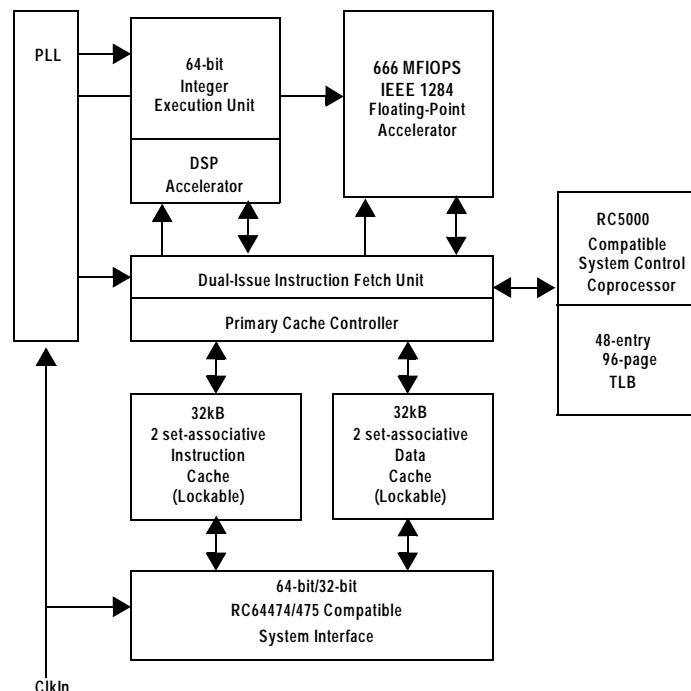 PLL
64-bit
Integer
Execution Unit
DSP
Accelerator
666 MFlOPS
IEEE 1284
Floating-Point
Accelerator
RC5000
Compatible
System Control
Coprocessor
48-entry
96-page
TLB
Dual-Issue Instruction Fetch Unit
Primary Cache Controller
32kB
2 set-associative
Instruction
Cache
(Lockable)
32kB
2 set-associative
Data
Cache
(Lockable)
64-bit/32-bit
RC64474/475 Compatible
System Interface
ClkIn